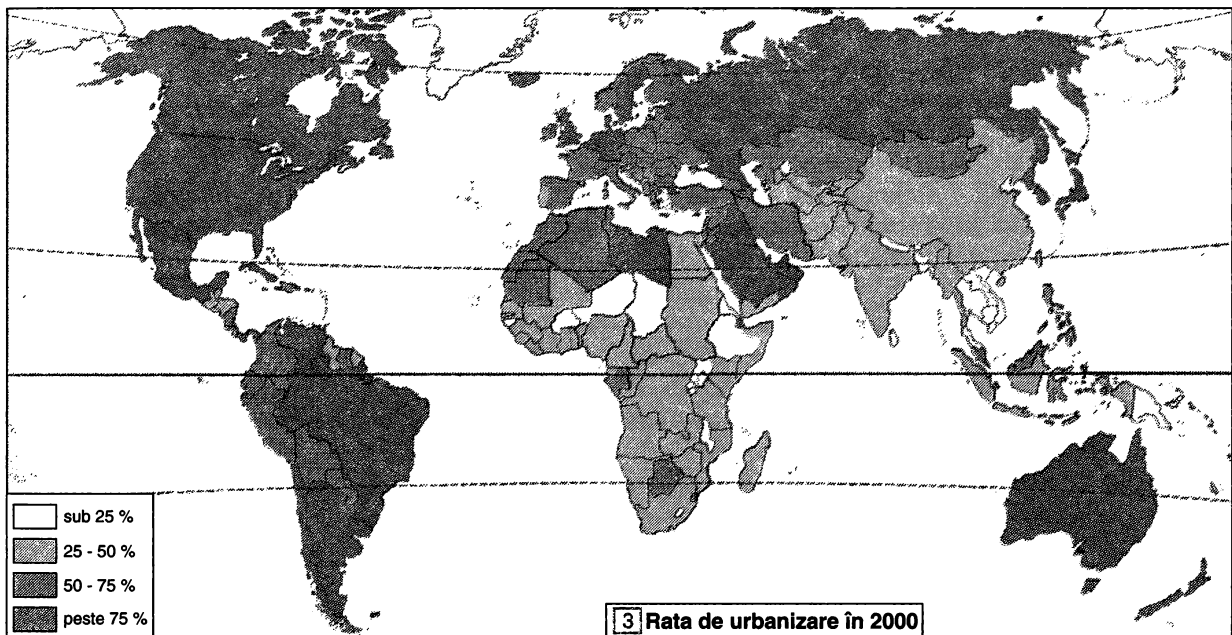 sub 25 %
25 - 50 %
50 - 75 %
peste 75 %
3 Rata de urbanizare în 2000